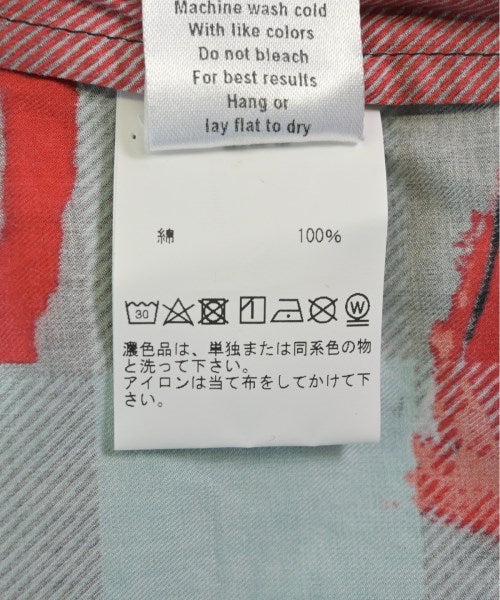 Machine wash cold
With like colors
Do not bleach
For best results
Hang or
lay flat to dry
綿 100%
30
W
濃色品は、単独または同系色の物
と洗って下さい。
アイロンは当て布をしてかけて下
さい。